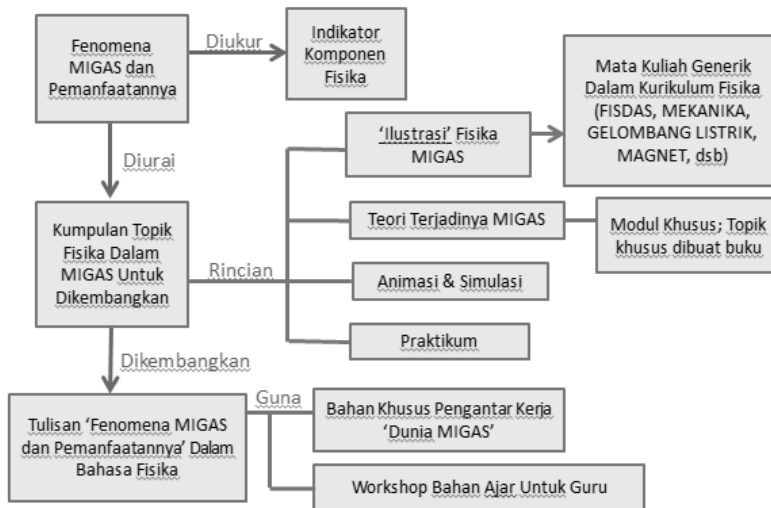 Fenomena
MIGAS dan
Pemanfaatannya
Diukur
Indikator
Komponen
Fisika
Mata Kuliah Generik
Dalam Kurikulum Fisika
(FISDAS, MEKANIKA,
GELOMBANG LISTRIK,
MAGNET, dsb)
'Ilustrasi' Fisika
MIGAS
Diurai
Kumpulan Topik
Fisika Dalam
MIGAS Untuk
Dikembangkan
Rincian
Teori Terjadinya MIGAS
Modul Khusus; Topik
khusus dibuat buku
Animasi & Simulasi
Praktikum
Dikembangkan
Tulisan 'Fenomena MIGAS
dan Pemanfaatannya' Dalam
Bahasa Fisika
Guna
Bahan Khusus Pengantar Kerja
'Dunia MIGAS'
Workshop Bahan Ajar Untuk Guru